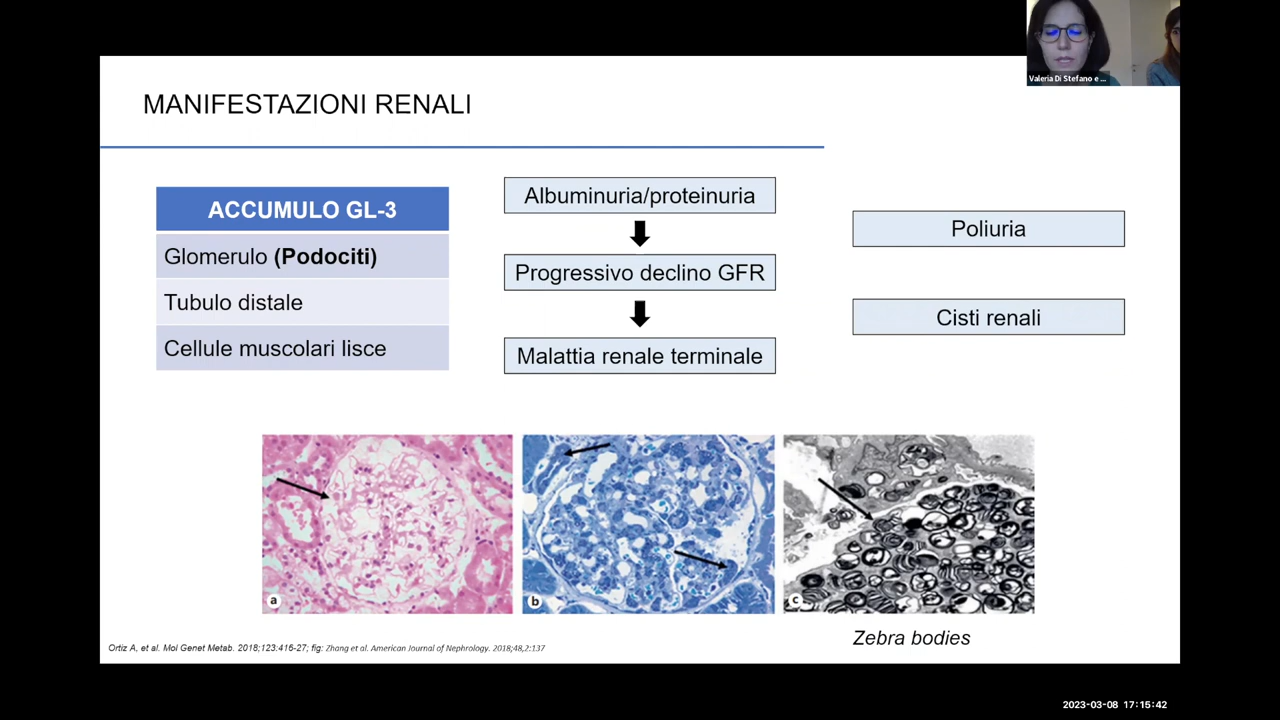 Valeria Di Stefano e ...
MANIFESTAZIONI RENALI
ACCUMULO GL-3
Glomerulo (Podociti)
Tubulo distale
Cellule muscolari lisce
Albuminuria/proteinuria
Progressivo declino GFR
Malattia renale terminale
Poliuria
Cisti renali
a
b
c
Zebra bodies
Ortiz A, et al. Mol Genet Metab. 2018;123:416-27; fig: Zhang et al. American Journal of Nephrology. 2018;48,2:137
2023-03-08 17:15:42